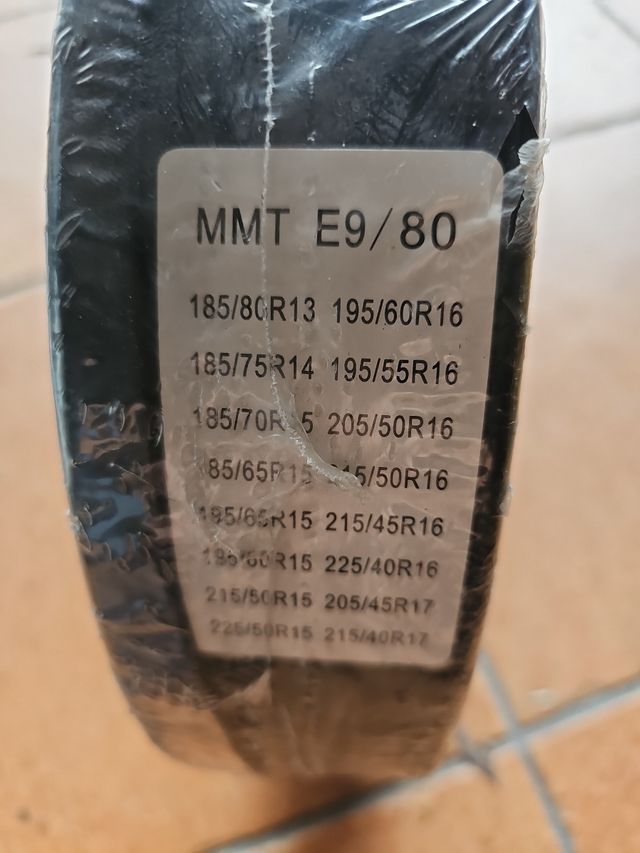 MMT E9/80
185/80R13 195/60R16
185/75R14 195/55R16
205/50R16
215/45R16
225/40R16
215/50R15 205/45R17
225/50R15 215/40R17